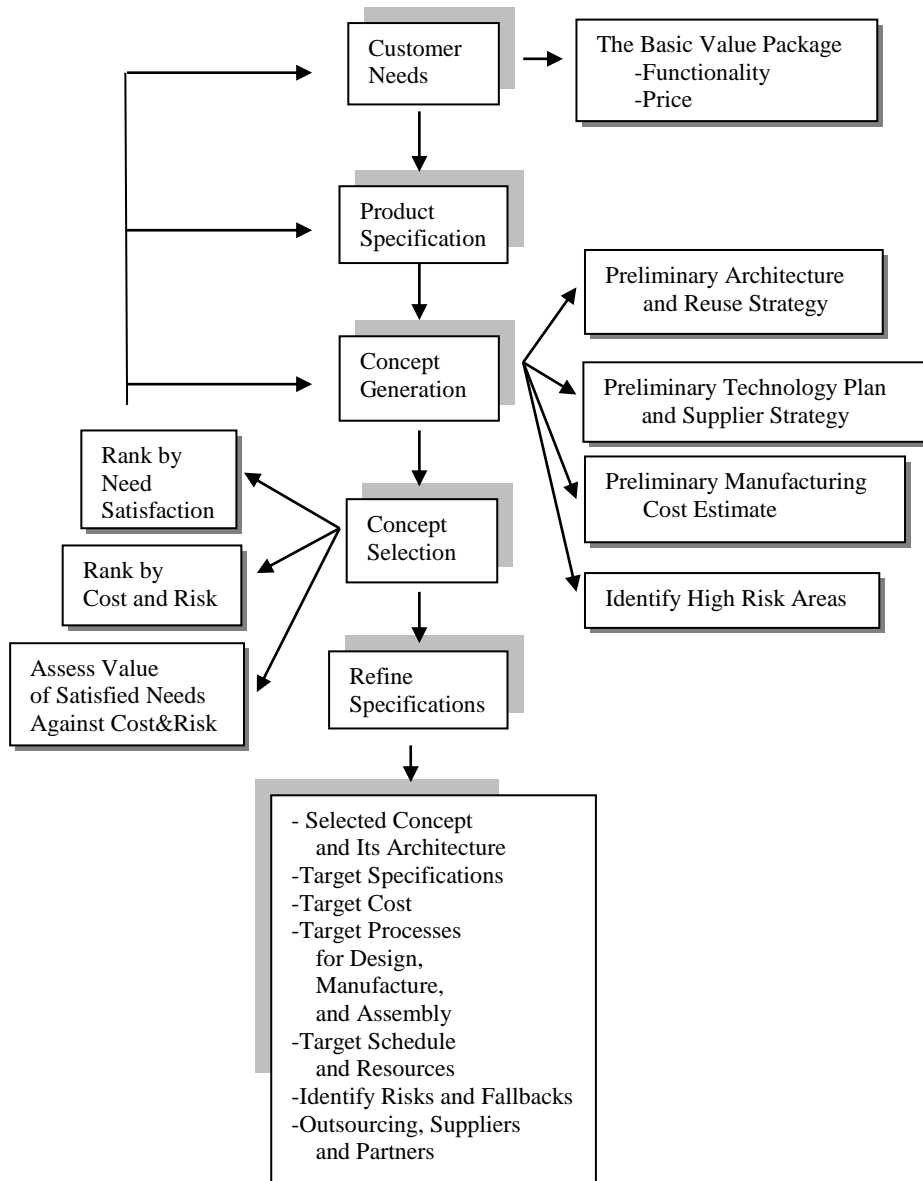 Customer
Needs
The Basic Value Package
-Functionality
-Price
Product
Specification
Concept
Generation
Preliminary Architecture
and Reuse Strategy
Preliminary Technology Plan
and Supplier Strategy
Preliminary Manufacturing
Cost Estimate
Identify High Risk Areas
Concept
Selection
Rank by
Need
Satisfaction
Rank by
Cost and Risk
Assess Value
of Satisfied Needs
Against Cost&Risk
Refine
Specifications
- Selected Concept
and Its Architecture
-Target Specifications
-Target Cost
-Target Processes
for Design,
Manufacture,
and Assembly
-Target Schedule
and Resources
-Identify Risks and Fallbacks
-Outsourcing, Suppliers
and Partners